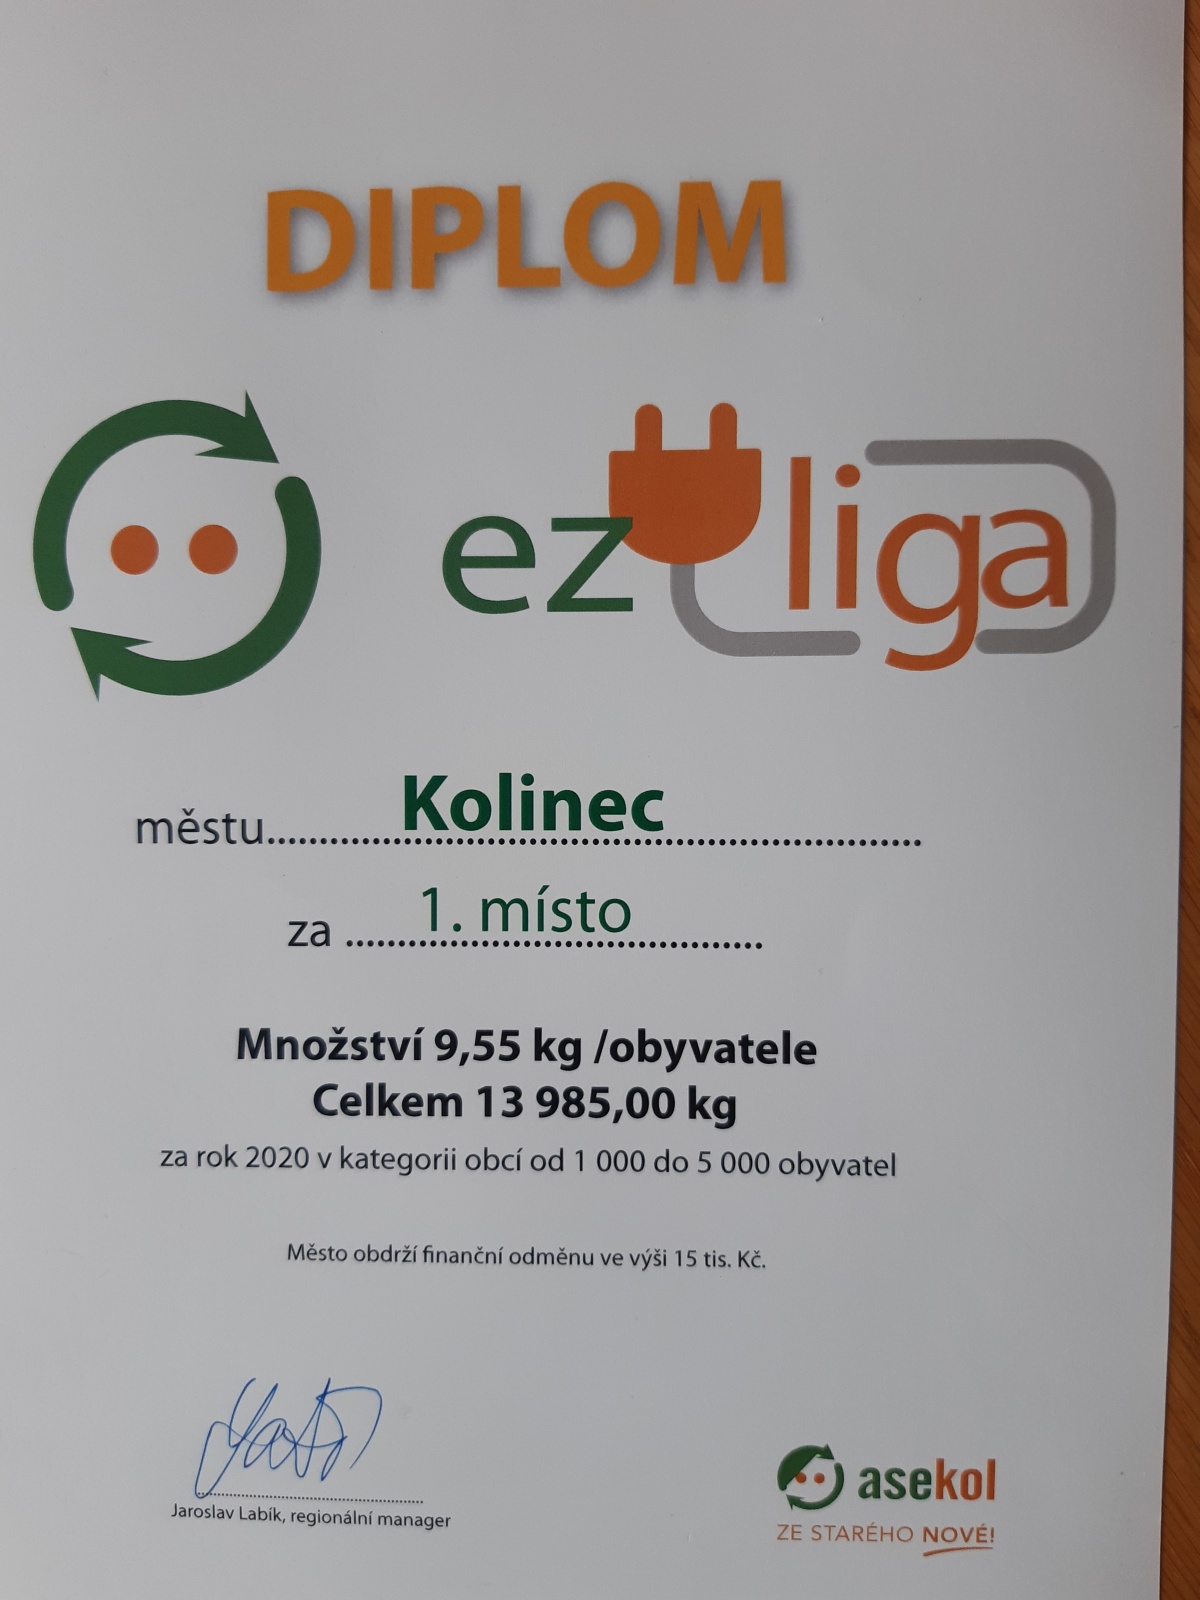 DIPLOM
ez liga
městu.......Kolinec.......
za .......1. místo.......
Množství 9,55 kg /obyvatele
Celkem 13 985,00 kg
za rok 2020 v kategorii obcí od 1 000 do 5 000 obyvatel
Město obdrží finanční odměnu ve výši 15 tis. Kč.
Jaroslav Labík, regionální manager
asekol
ZE STARÉHO NOVÉ!